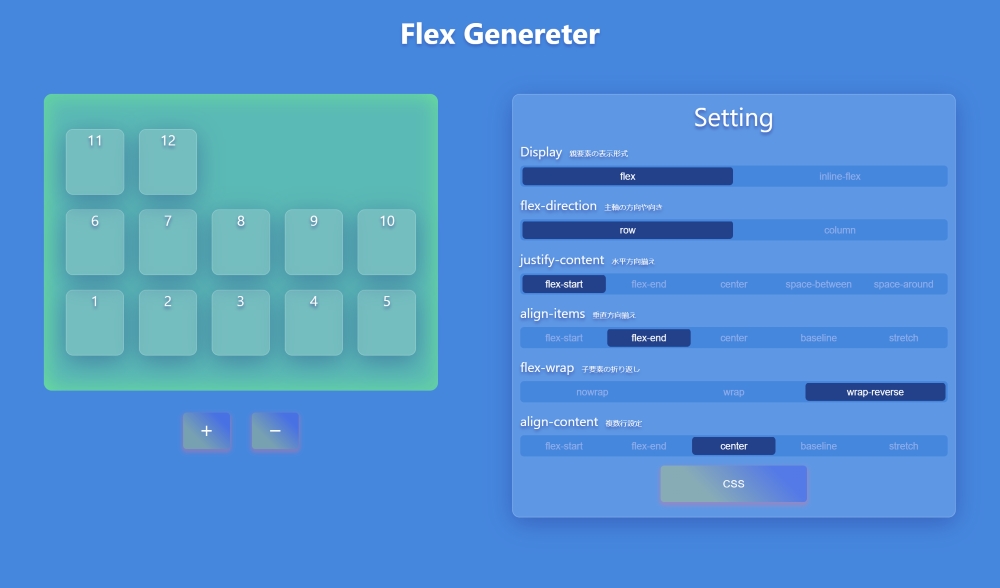 Flex Genereter
11 12
6 7 8 9 10
1 2 3 4 5
+ −
Setting
Display 親要素の表示形式
flex inline-flex
flex-direction 主軸の方向や向き
row column
justify-content 水平方向揃え
flex-start flex-end center space-between space-around
align-items 垂直方向揃え
flex-start flex-end center baseline stretch
flex-wrap 子要素の折り返し
nowrap wrap wrap-reverse
align-content 複数行設定
flex-start flex-end center baseline stretch
CSS